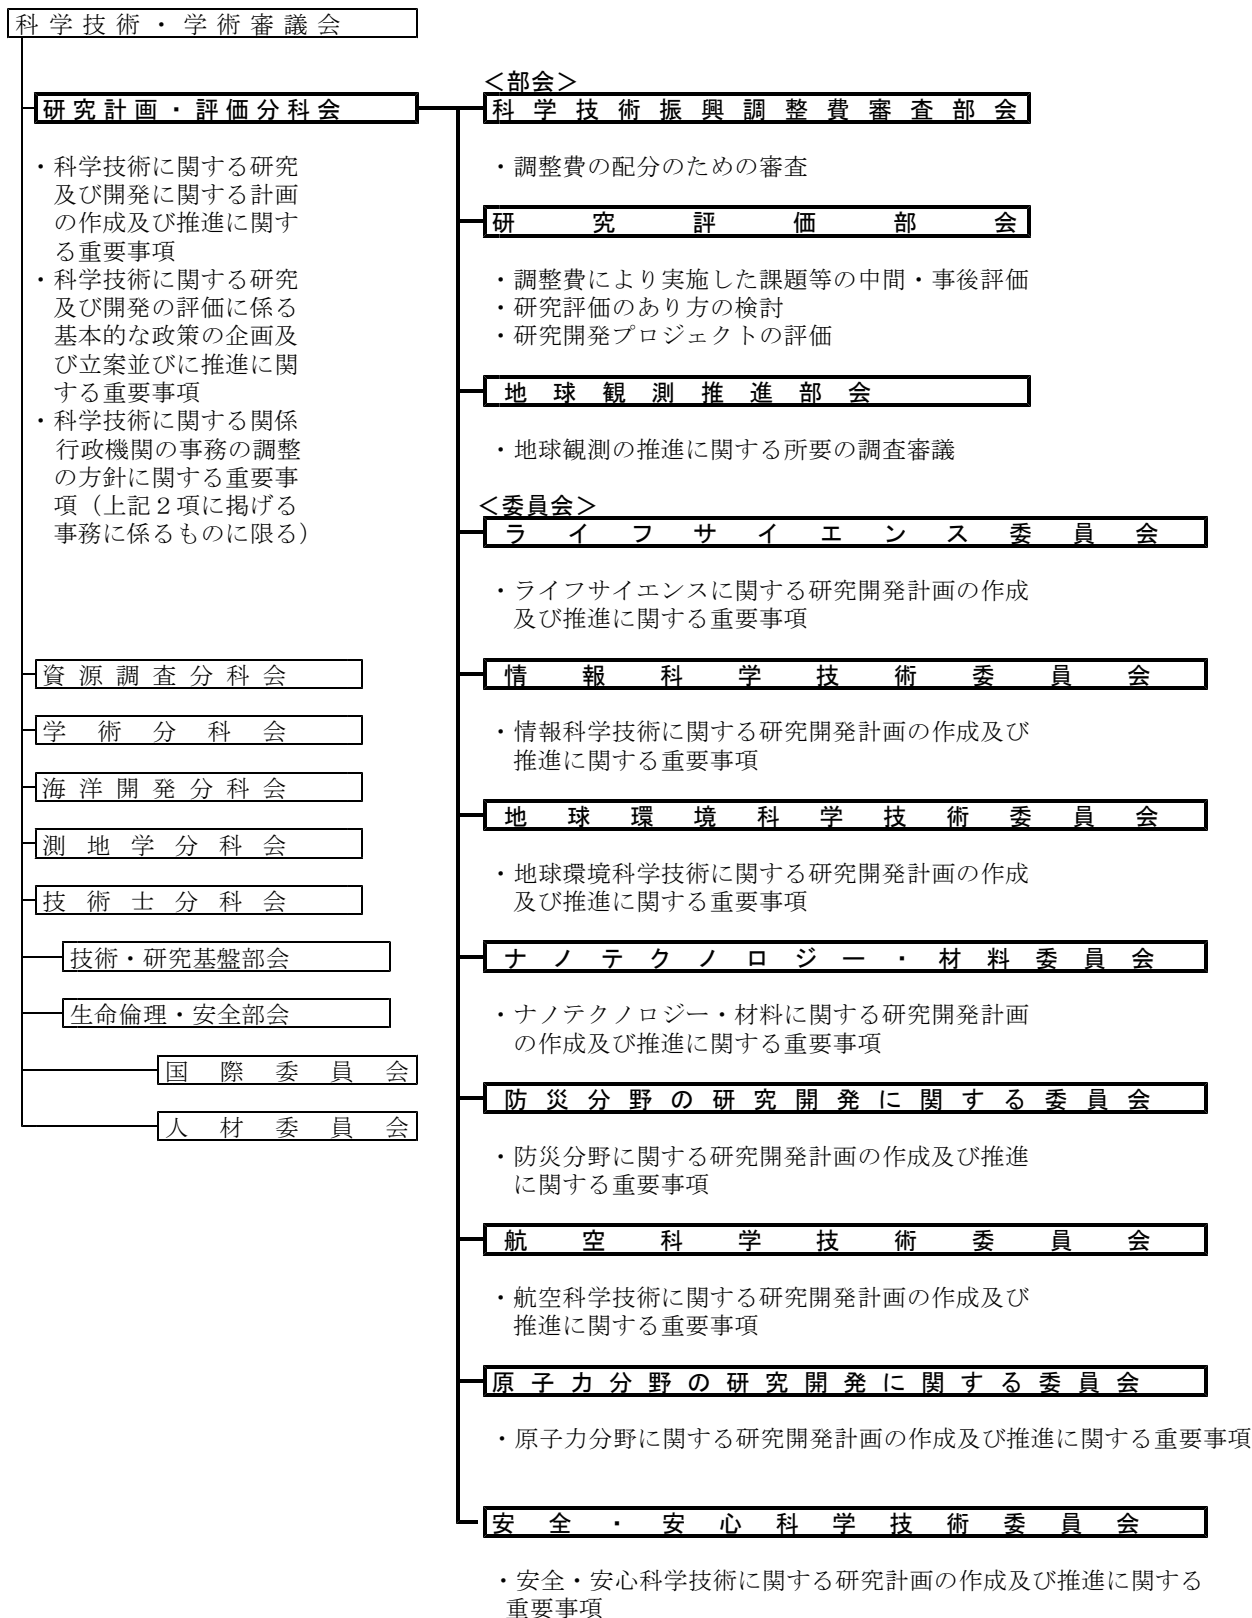 科学技術・学術審議会
研究計画・評価分科会
・科学技術に関する研究
及び開発に関する計画
の作成及び推進に関す
る重要事項
・科学技術に関する研究
及び開発の評価に係る
基本的な政策の企画及
び立案並びに推進に関
する重要事項
・科学技術に関する関係
行政機関の事務の調整
の方針に関する重要事
項（上記２項に掲げる
事務に係るものに限る）
資源調査分科会
学術分科会
海洋開発分科会
測地学分科会
技術士分科会
技術・研究基盤部会
生命倫理・安全部会
国際委員会
人材委員会
＜部会＞
科学技術振興調整費審査部会
・調整費の配分のための審査
研究評価部会
・調整費により実施した課題等の中間・事後評価
・研究評価のあり方の検討
・研究開発プロジェクトの評価
地球観測推進部会
・地球観測の推進に関する所要の調査審議
＜委員会＞
ライフサイエンス委員会
・ライフサイエンスに関する研究開発計画の作成
及び推進に関する重要事項
情報科学技術委員会
・情報科学技術に関する研究開発計画の作成及び
推進に関する重要事項
地球環境科学技術委員会
・地球環境科学技術に関する研究開発計画の作成
及び推進に関する重要事項
ナノテクノロジー・材料委員会
・ナノテクノロジー・材料に関する研究開発計画
の作成及び推進に関する重要事項
防災分野の研究開発に関する委員会
・防災分野に関する研究開発計画の作成及び推進
に関する重要事項
航空科学技術委員会
・航空科学技術に関する研究開発計画の作成及び
推進に関する重要事項
原子力分野の研究開発に関する委員会
・原子力分野に関する研究開発計画の作成及び推進に関する重要事項
安全・安心科学技術委員会
・安全・安心科学技術に関する研究計画の作成及び推進に関する
重要事項